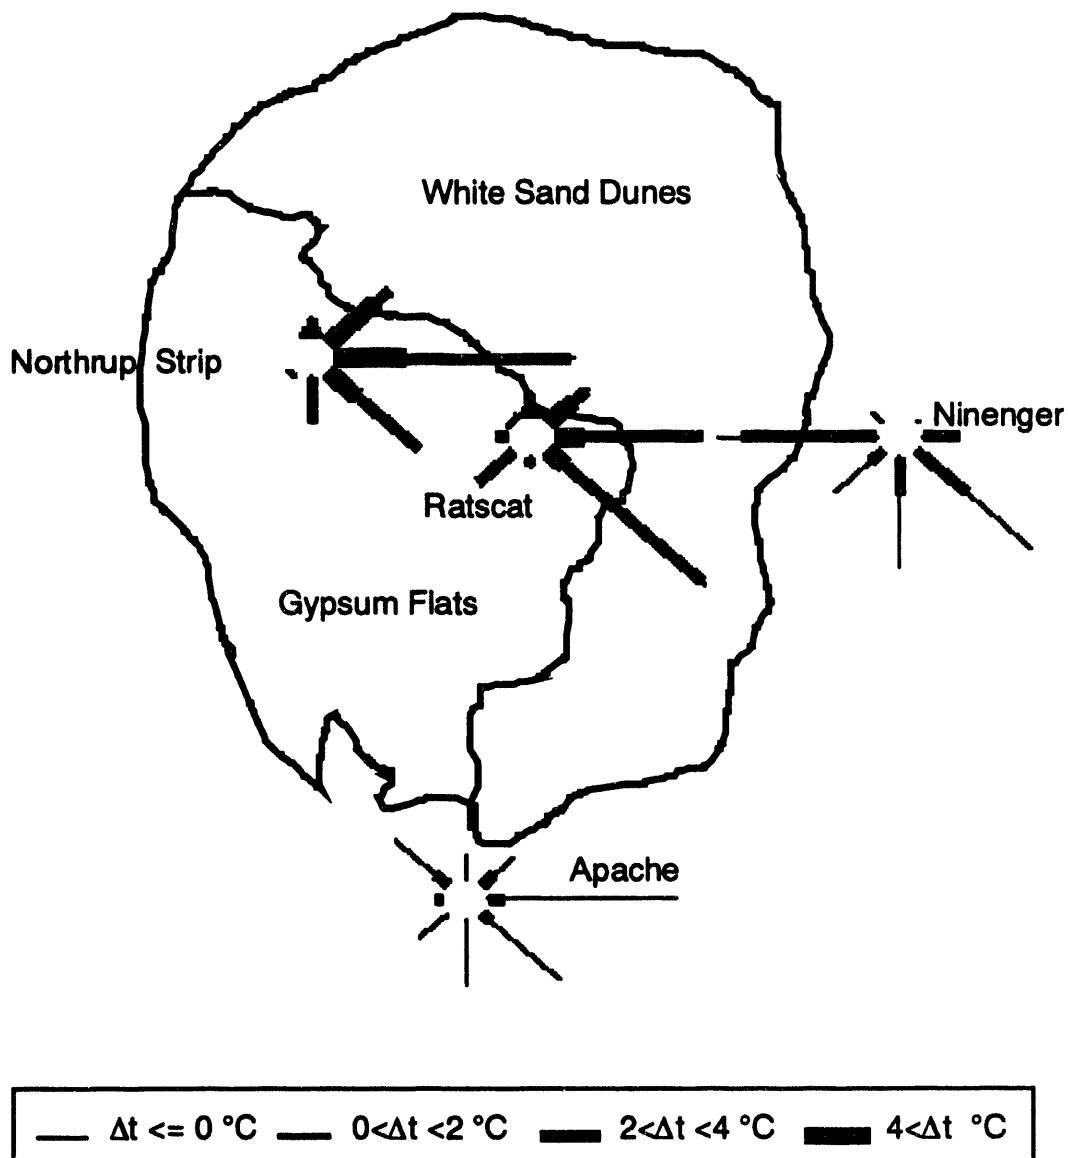 White Sand Dunes
Northrup Strip
Ninenger
Ratscat
Gypsum Flats
Apache
Δt <= 0 °C 0<Δt <2 °C 2<Δt <4 °C 4<Δt °C